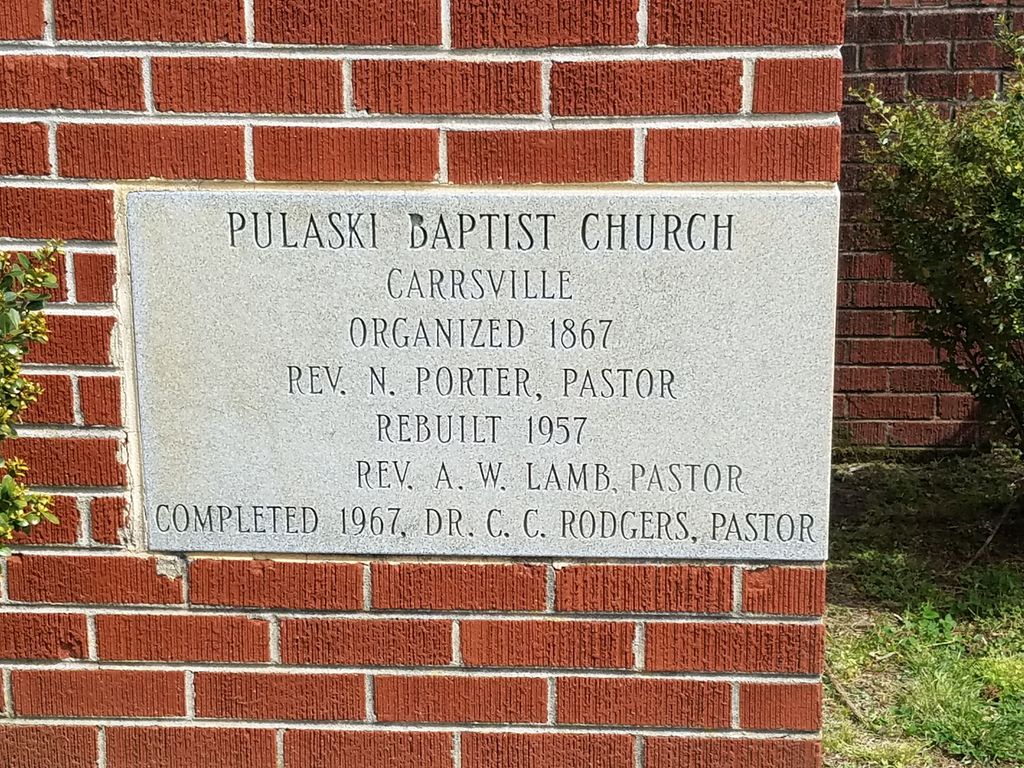 PULASKI BAPTIST CHURCH
CARRSVILLE
ORGANIZED 1867
REV. N. PORTER, PASTOR
REBUILT 1957
REV. A. W. LAMB, PASTOR
COMPLETED 1967, DR. C. C. RODGERS, PASTOR